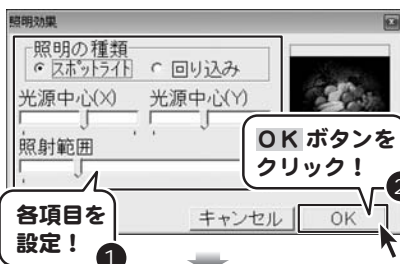 照明効果
照明の種類
スポットライト
回り込み
光源中心(X)
光源中心(Y)
照射範囲
OKボタンを
クリック！
2
各項目を
設定！
1
キャンセル
OK